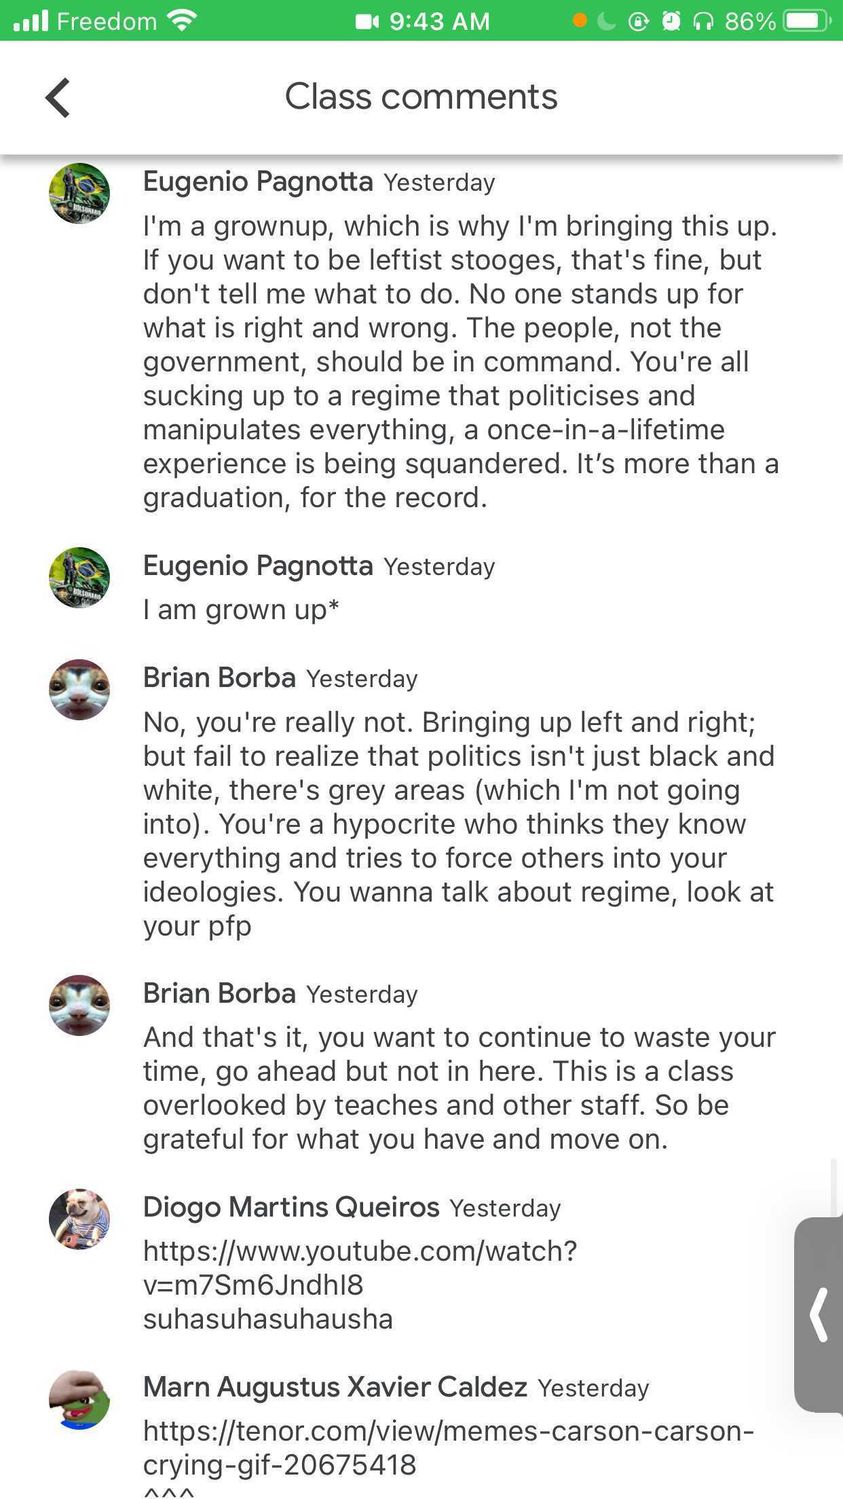 Freedom 9:43 AM 86%
Class comments
Eugenio Pagnotta Yesterday
I'm a grownup, which is why I'm bringing this up.
If you want to be leftist stooges, that's fine, but
don't tell me what to do. No one stands up for
what is right and wrong. The people, not the
government, should be in command. You're all
sucking up to a regime that politicises and
manipulates everything, a once-in-a-lifetime
experience is being squandered. It’s more than a
graduation, for the record.
Eugenio Pagnotta Yesterday
I am grown up*
Brian Borba Yesterday
No, you're really not. Bringing up left and right;
but fail to realize that politics isn't just black and
white, there's grey areas (which I'm not going
into). You're a hypocrite who thinks they know
everything and tries to force others into your
ideologies. You wanna talk about regime, look at
your pfp
Brian Borba Yesterday
And that's it, you want to continue to waste your
time, go ahead but not in here. This is a class
overlooked by teaches and other staff. So be
grateful for what you have and move on.
Diogo Martins Queiros Yesterday
https://www.youtube.com/watch?
v=m7Sm6JndhI8
suhasuhasuhausha
Marn Augustus Xavier Caldez Yesterday
https://tenor.com/view/memes-carson-carson-
crying-gif-20675418
^^^